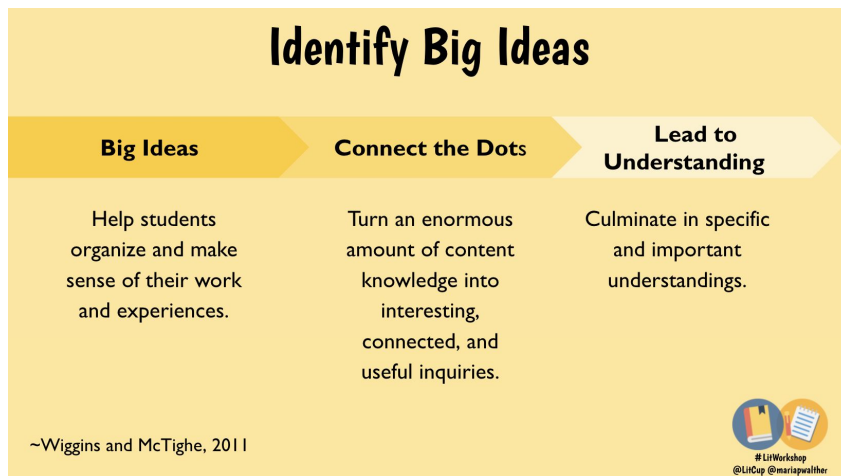 Identify Big Ideas
Big Ideas
Help students
organize and make
sense of their work
and experiences.
Connect the Dots
Turn an enormous
amount of content
knowledge into
interesting,
connected, and
useful inquiries.
Lead to
Understanding
Culminate in specific
and important
understandings.
~Wiggins and McTighe, 2011
#LitWorkshop
@LitCup @mariapwalther